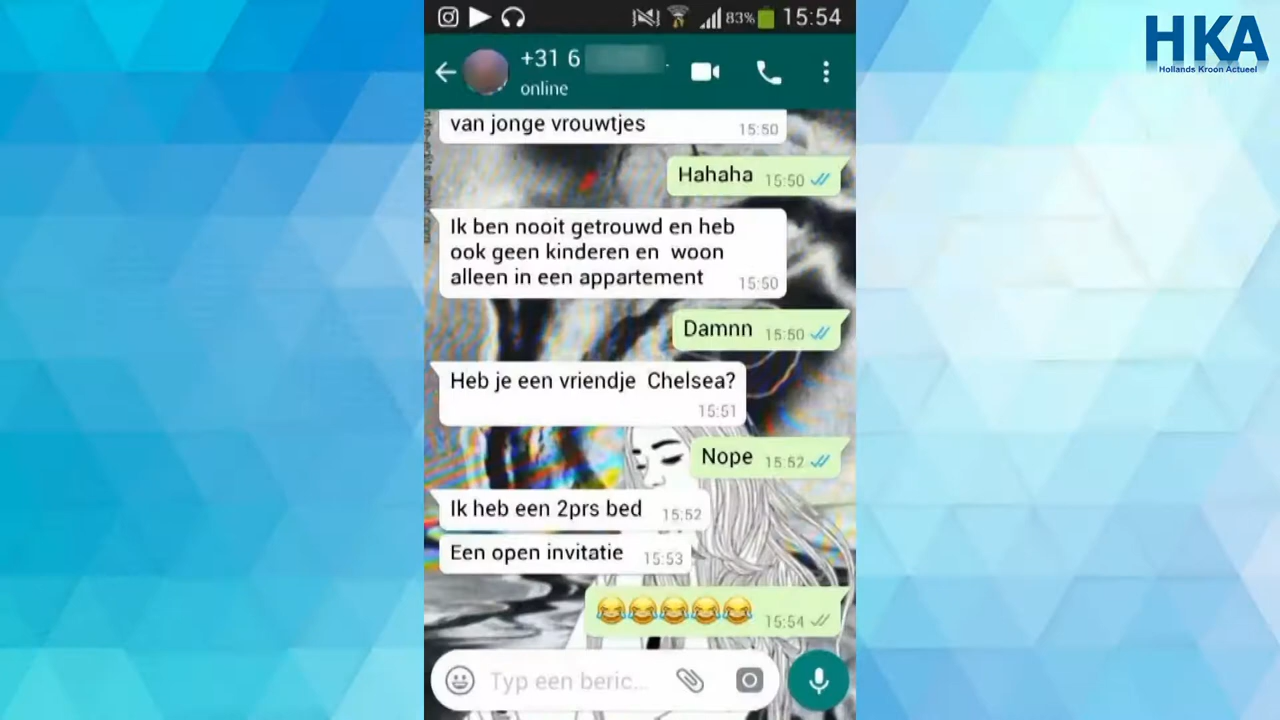 83% 15:54
HKA
Hollands Kroon Actueel
+31 6
online
van jonge vrouwtjes 15:50
Hahaha 15:50
Ik ben nooit getrouwd en heb
ook geen kinderen en woon
alleen in een appartement 15:50
Damnn 15:50
Heb je een vriendje Chelsea?
15:51
Nope 15:52
Ik heb een 2prs bed 15:52
Een open invitatie 15:53
😂😂😂😂😂 15:54
Typ een beric...